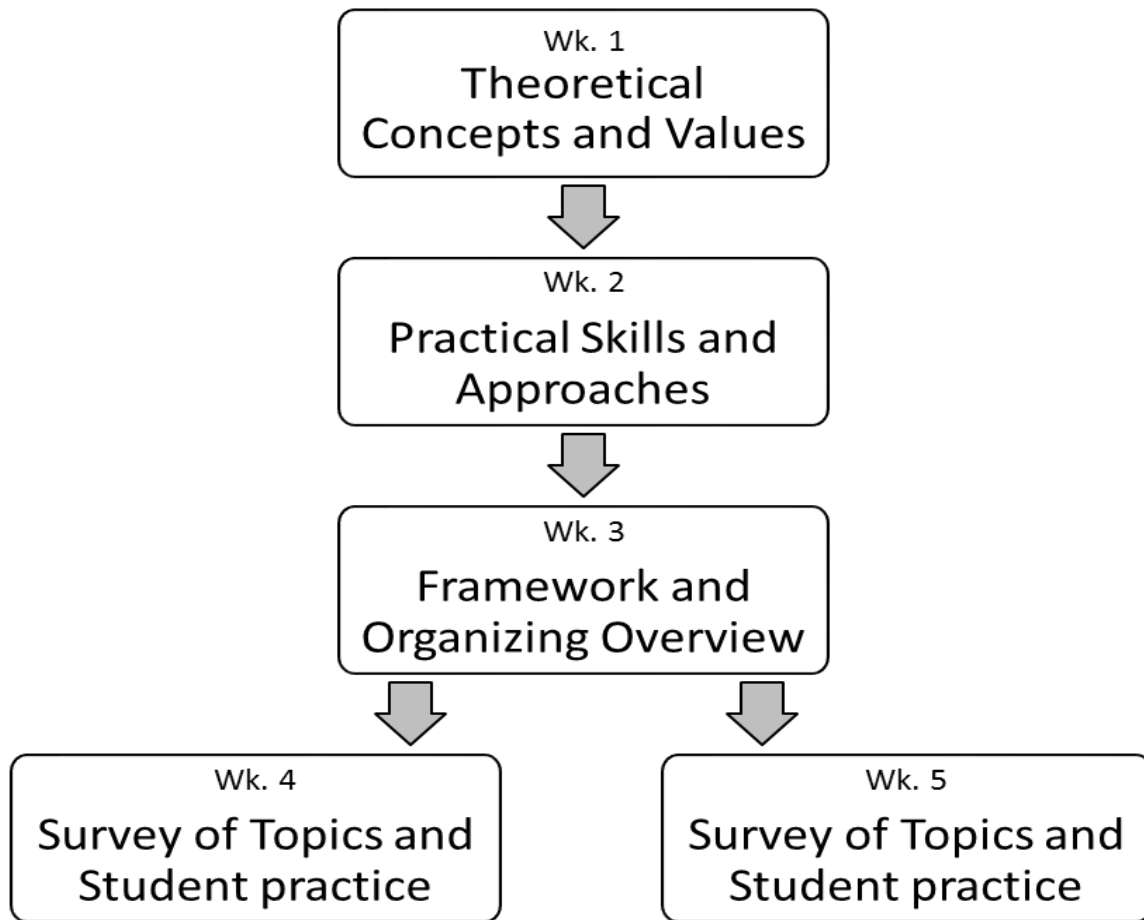 Wk. 1
Theoretical
Concepts and Values
Wk. 2
Practical Skills and
Approaches
Wk. 3
Framework and
Organizing Overview
Wk. 4
Survey of Topics and
Student practice
Wk. 5
Survey of Topics and
Student practice